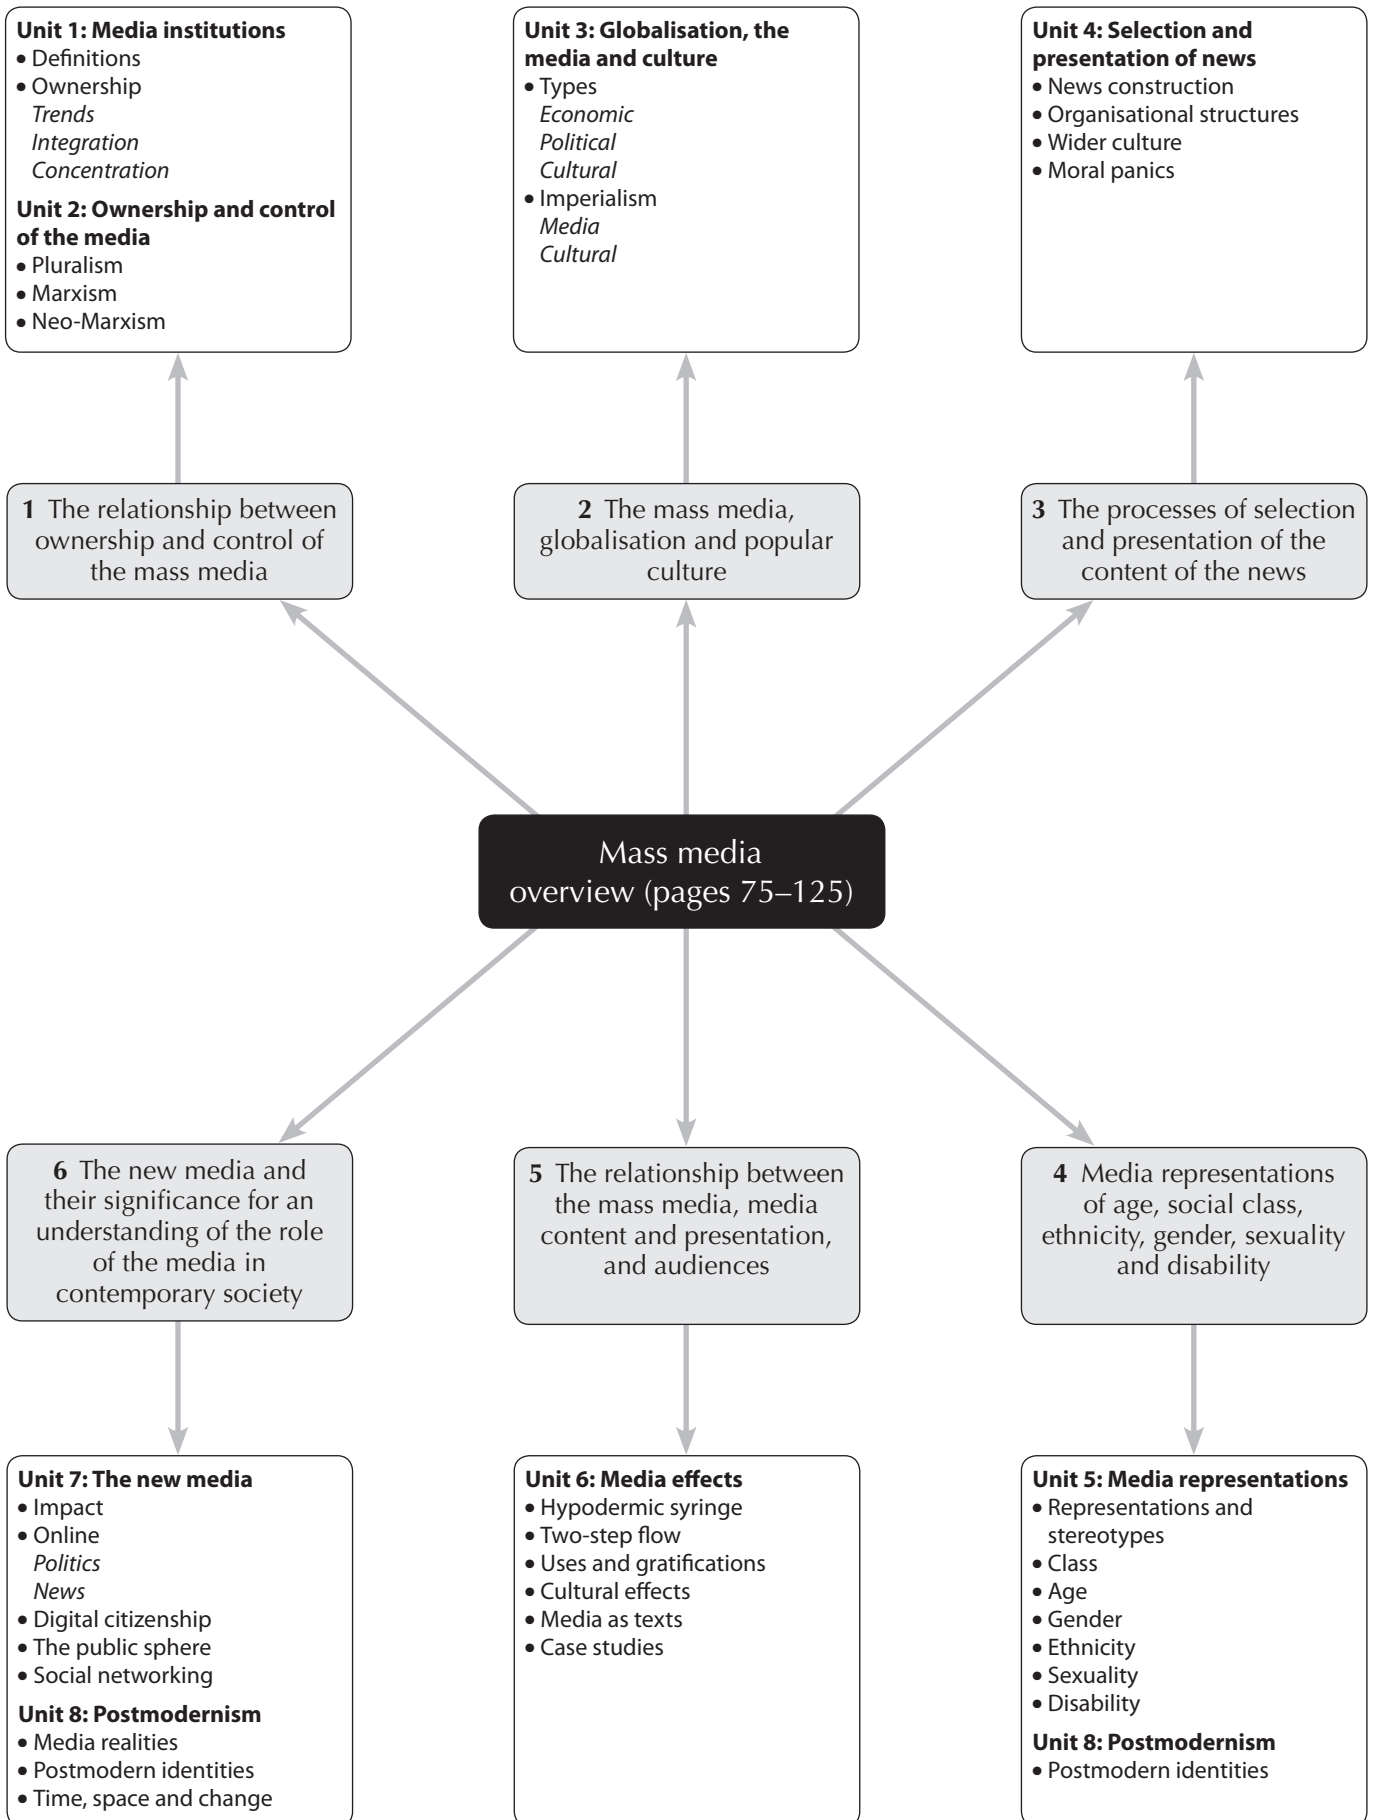 Unit 1: Media institutions
• Definitions
• Ownership
Trends
Integration
Concentration
Unit 2: Ownership and control
of the media
• Pluralism
• Marxism
• Neo-Marxism
Unit 3: Globalisation, the
media and culture
• Types
Economic
Political
Cultural
• Imperialism
Media
Cultural
Unit 4: Selection and
presentation of news
• News construction
• Organisational structures
• Wider culture
• Moral panics
1 The relationship between
ownership and control of
the mass media
2 The mass media,
globalisation and popular
culture
3 The processes of selection
and presentation of the
content of the news
Mass media
overview (pages 75–125)
6 The new media and
their significance for an
understanding of the role
of the media in
contemporary society
5 The relationship between
the mass media, media
content and presentation,
and audiences
4 Media representations
of age, social class,
ethnicity, gender, sexuality
and disability
Unit 7: The new media
• Impact
• Online
Politics
News
• Digital citizenship
• The public sphere
• Social networking
Unit 8: Postmodernism
• Media realities
• Postmodern identities
• Time, space and change
Unit 6: Media effects
• Hypodermic syringe
• Two-step flow
• Uses and gratifications
• Cultural effects
• Media as texts
• Case studies
Unit 5: Media representations
• Representations and
stereotypes
• Class
• Age
• Gender
• Ethnicity
• Sexuality
• Disability
Unit 8: Postmodernism
• Postmodern identities